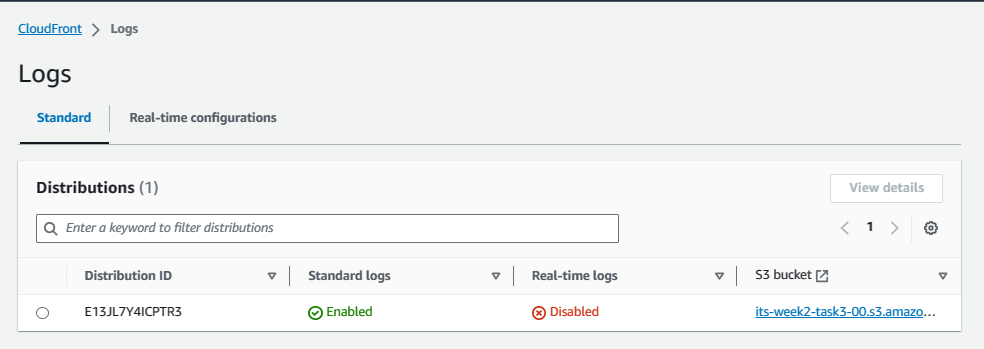 CloudFront > Logs
Logs
Standard Real-time configurations
Distributions (1) View details
Enter a keyword to filter distributions 1
Distribution ID Standard logs Real-time logs S3 bucket
E13JL7Y4ICPTR3 Enabled Disabled its-week2-task3-00.s3.amazo...